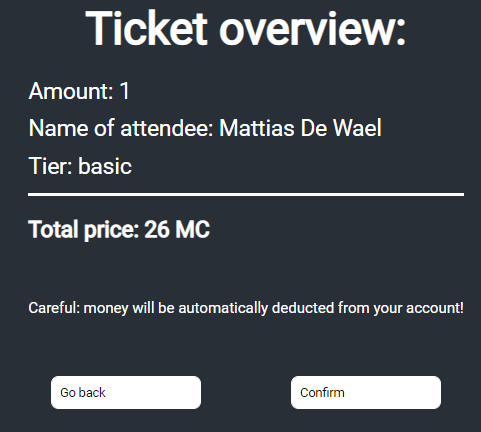 Ticket overview:
Amount: 1
Name of attendee: Mattias De Wael
Tier: basic
Total price: 26 MC
Careful: money will be automatically deducted from your account!
Go back
Confirm